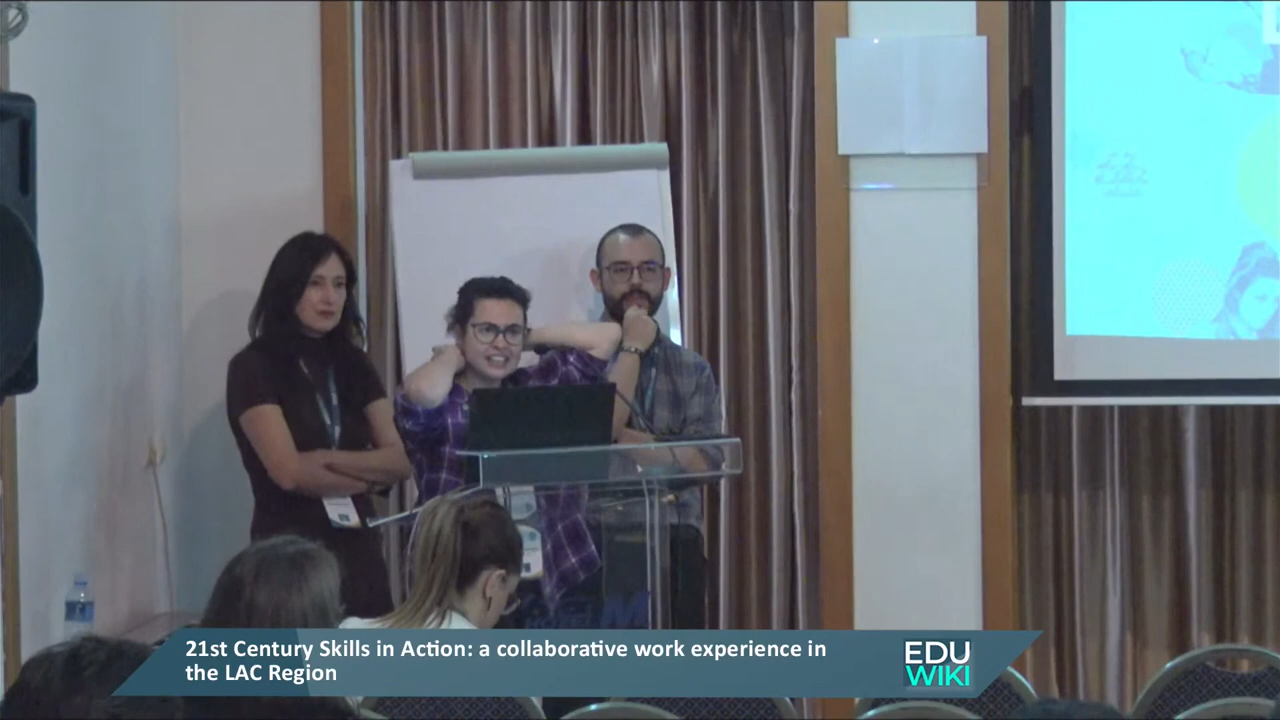 21st Century Skills in Action: a collaborative work experience in
the LAC Region
EDU
WIKI